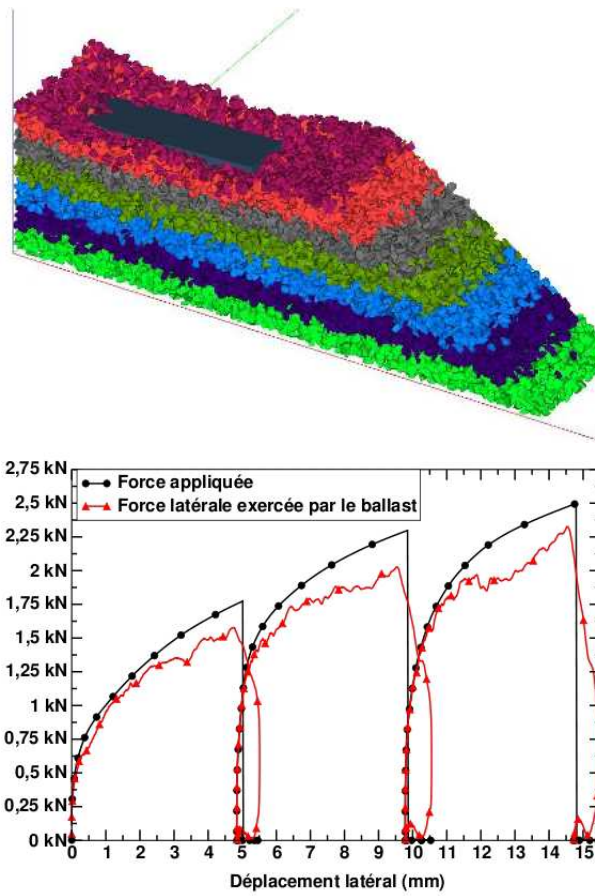 2,75 kN
2,5 kN
2,25 kN
2 kN
1,75 kN
1,5 kN
1,25 kN
1 kN
0,75 kN
0,5 kN
0,25 kN
0 kN
Force appliquée
Force latérale exercée par le ballast
0 1 2 3 4 5 6 7 8 9 10 11 12 13 14 15
Déplacement latéral (mm)